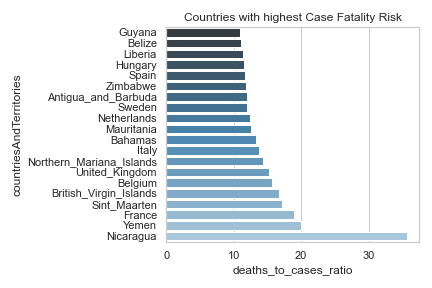 Countries with highest Case Fatality Risk
countriesAndTerritories
Guyana
Belize
Liberia
Hungary
Spain
Zimbabwe
Antigua_and_Barbuda
Sweden
Netherlands
Mauritania
Bahamas
Italy
Northern_Mariana_Islands
United_Kingdom
Belgium
British_Virgin_Islands
Sint_Maarten
France
Yemen
Nicaragua
0 10 20 30
deaths_to_cases_ratio